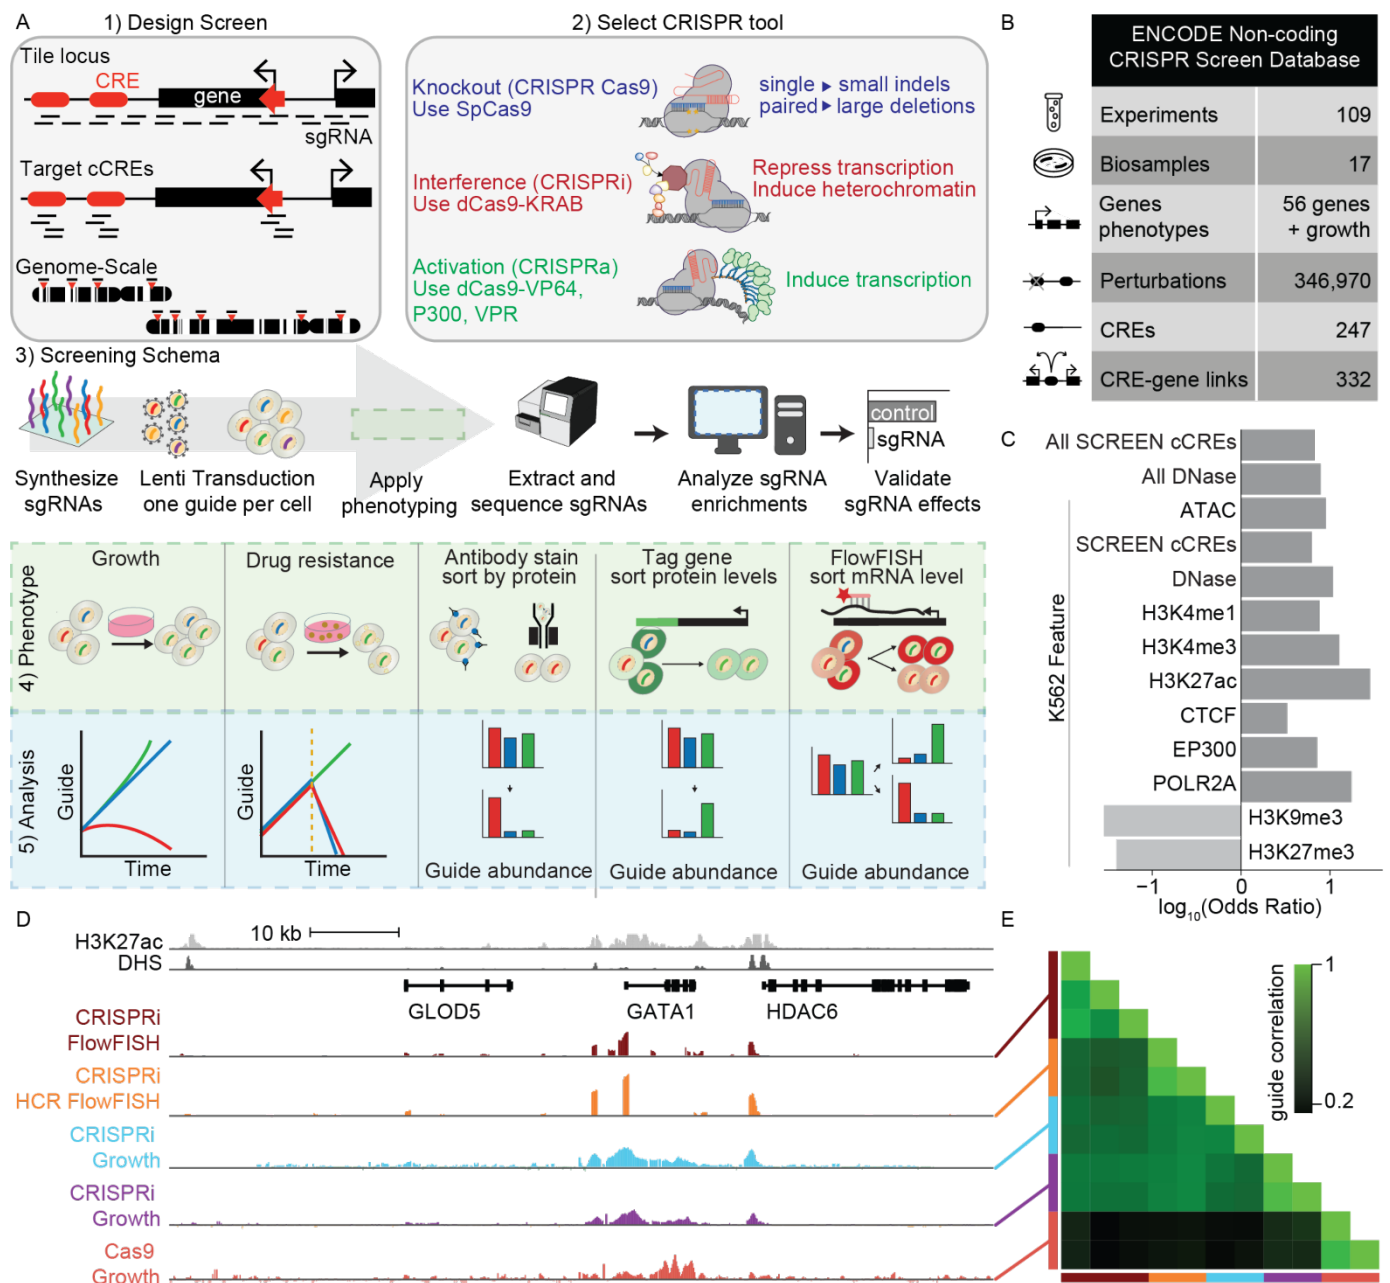 A
1) Design Screen
Tile locus
CRE
gene
sgRNA
Target cCREs
Genome-Scale
2) Select CRISPR tool
Knockout (CRISPR Cas9)
Use SpCas9
single ▸ small indels
paired ▸ large deletions
Interference (CRISPRi)
Use dCas9-KRAB
Repress transcription
Induce heterochromatin
Activation (CRISPRa)
Use dCas9-VP64,
P300, VPR
Induce transcription
3) Screening Schema
Synthesize
sgRNAs
Lenti Transduction
one guide per cell
Apply
phenotyping
Extract and
sequence sgRNAs
Analyze sgRNA
enrichments
control
sgRNA
Validate
sgRNA effects
4) Phenotype
Growth
Drug resistance
Antibody stain
sort by protein
Tag gene
sort protein levels
FlowFISH
sort mRNA level
5) Analysis
Guide
Time
Guide
Time
Guide abundance
Guide abundance
Guide abundance
B
ENCODE Non-coding
CRISPR Screen Database
Experiments 109
Biosamples 17
Genes phenotypes 56 genes + growth
Perturbations 346,970
CREs 247
CRE-gene links 332
C
All SCREEN cCREs
All DNase
K562 Feature
ATAC
SCREEN cCREs
DNase
H3K4me1
H3K4me3
H3K27ac
CTCF
EP300
POLR2A
H3K9me3
H3K27me3
−1 0 1
log10(Odds Ratio)
D
10 kb
H3K27ac
DHS
GLOD5 GATA1 HDAC6
CRISPRi
FlowFISH
CRISPRi
HCR FlowFISH
CRISPRi
Growth
CRISPRi
Growth
Cas9
Growth
E
guide correlation
1
0.2